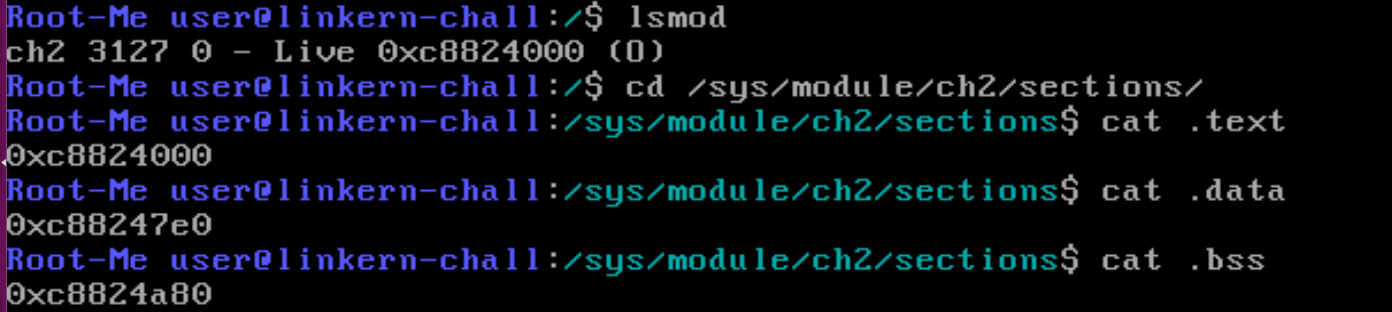 Root-Me user@linkern-chall:/$ lsmod
ch2 3127 0 - Live 0xc8824000 (O)
Root-Me user@linkern-chall:/$ cd /sys/module/ch2/sections/
Root-Me user@linkern-chall:/sys/module/ch2/sections$ cat .text
0xc8824000
Root-Me user@linkern-chall:/sys/module/ch2/sections$ cat .data
0xc88247e0
Root-Me user@linkern-chall:/sys/module/ch2/sections$ cat .bss
0xc8824a80